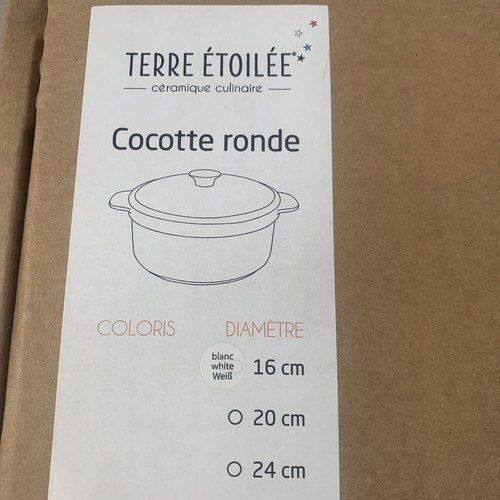 TERRE ÉTOILÉE®
céramique culinaire
Cocotte ronde
COLORIS DIAMÈTRE
blanc
white
Weiß
16 cm
20 cm
24 cm